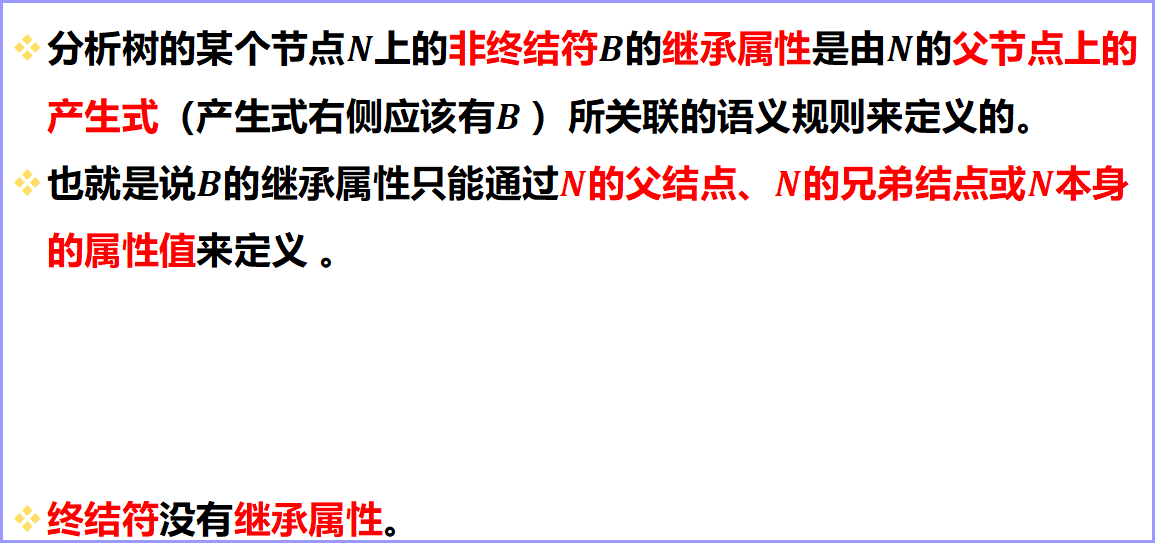 分析树的某个节点N上的非终结符B的继承属性是由N的父节点上的
产生式（产生式右侧应该有B ）所关联的语义规则来定义的。
也就是说B的继承属性只能通过N的父结点、N的兄弟结点或N本身
的属性值来定义 。
终结符没有继承属性。